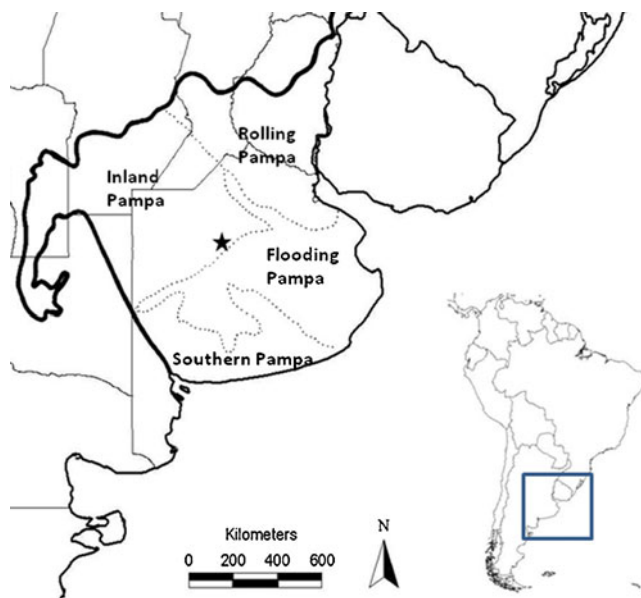 Rolling
Pampa
Inland
Pampa
Flooding
Pampa
Southern Pampa
Kilometers
0 200 400 600
N